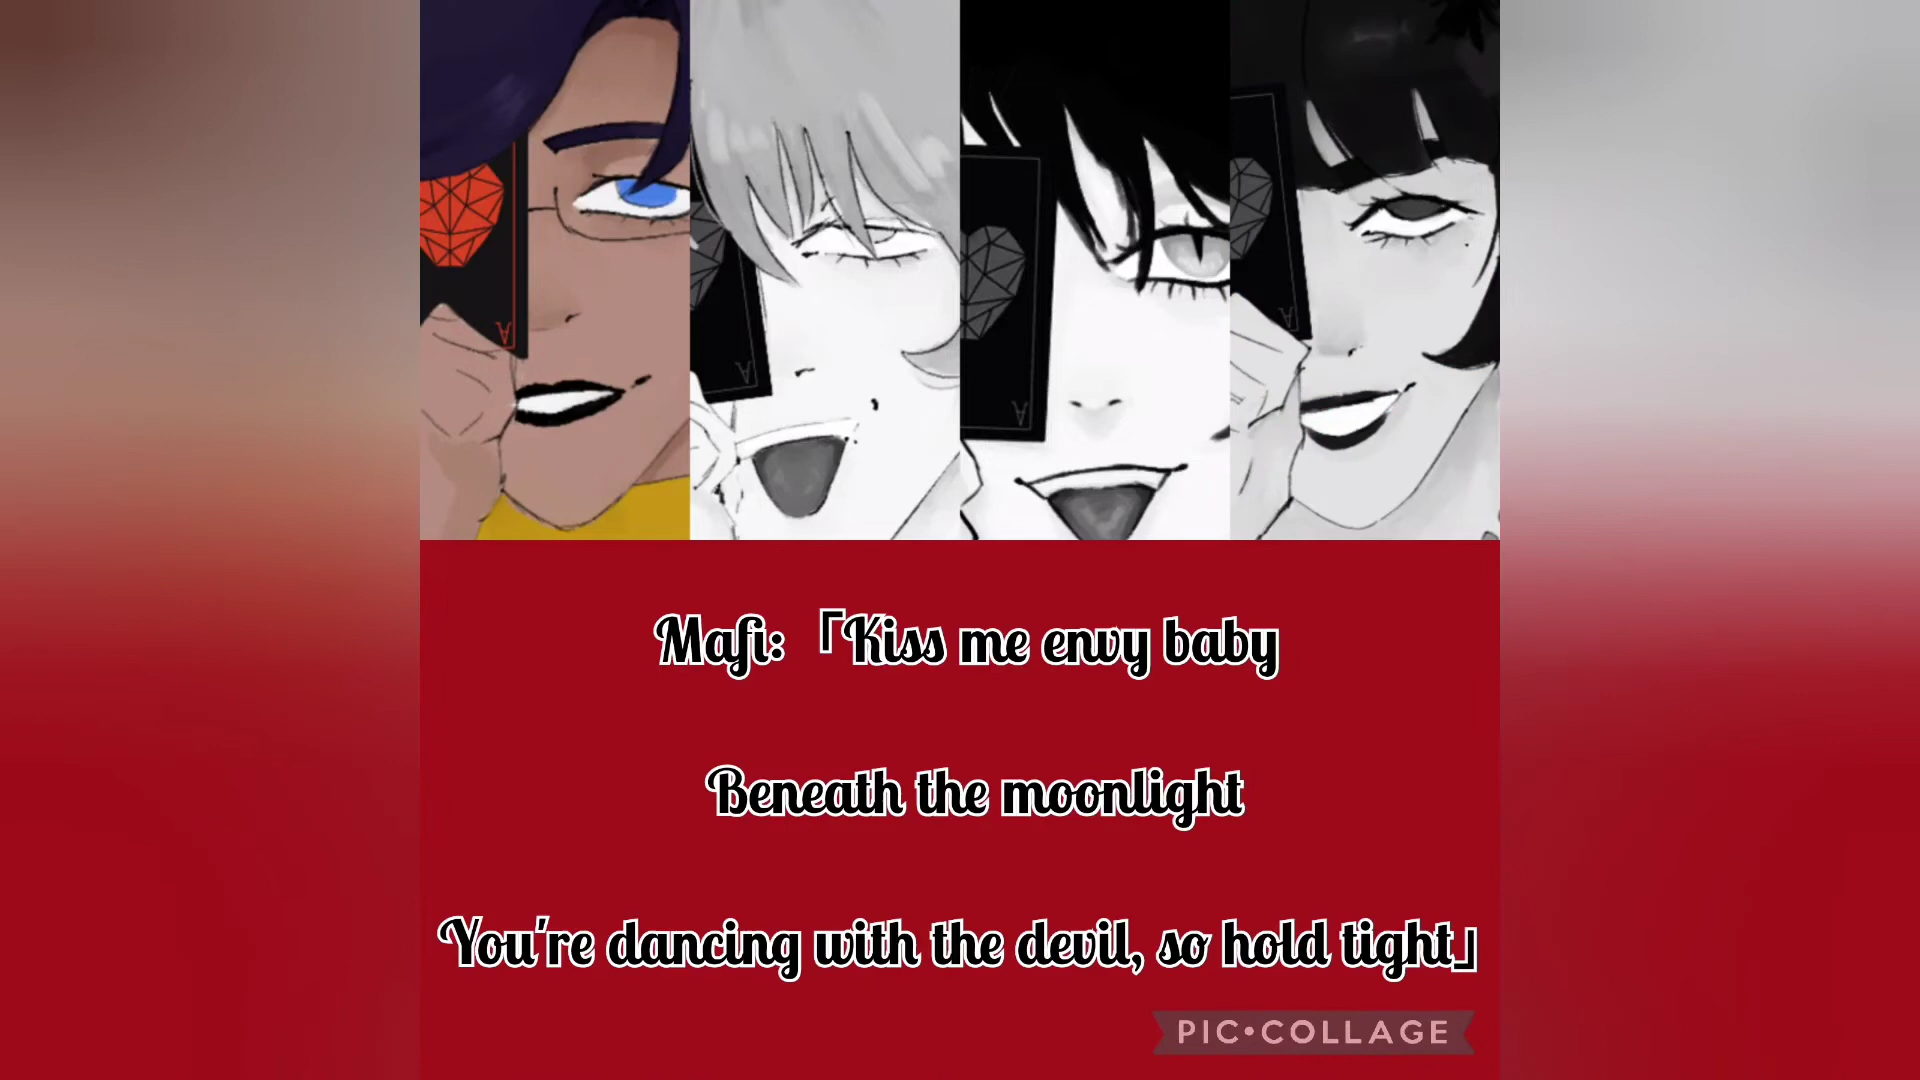 A
A
A
A
Mafi:「Kiss me envy baby
Beneath the moonlight
You're dancing with the devil, so hold tight」
PIC•COLLAGE